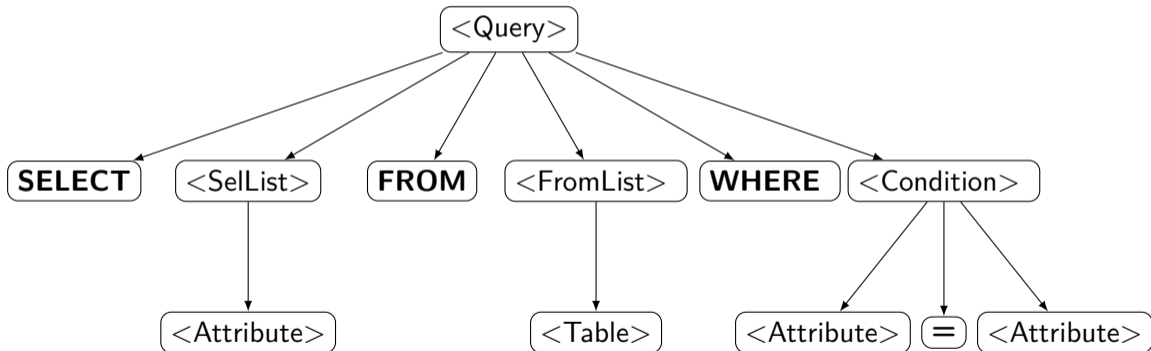 <Query>
SELECT <SelList> FROM <FromList> WHERE <Condition>
<Attribute> <Table> <Attribute> = <Attribute>